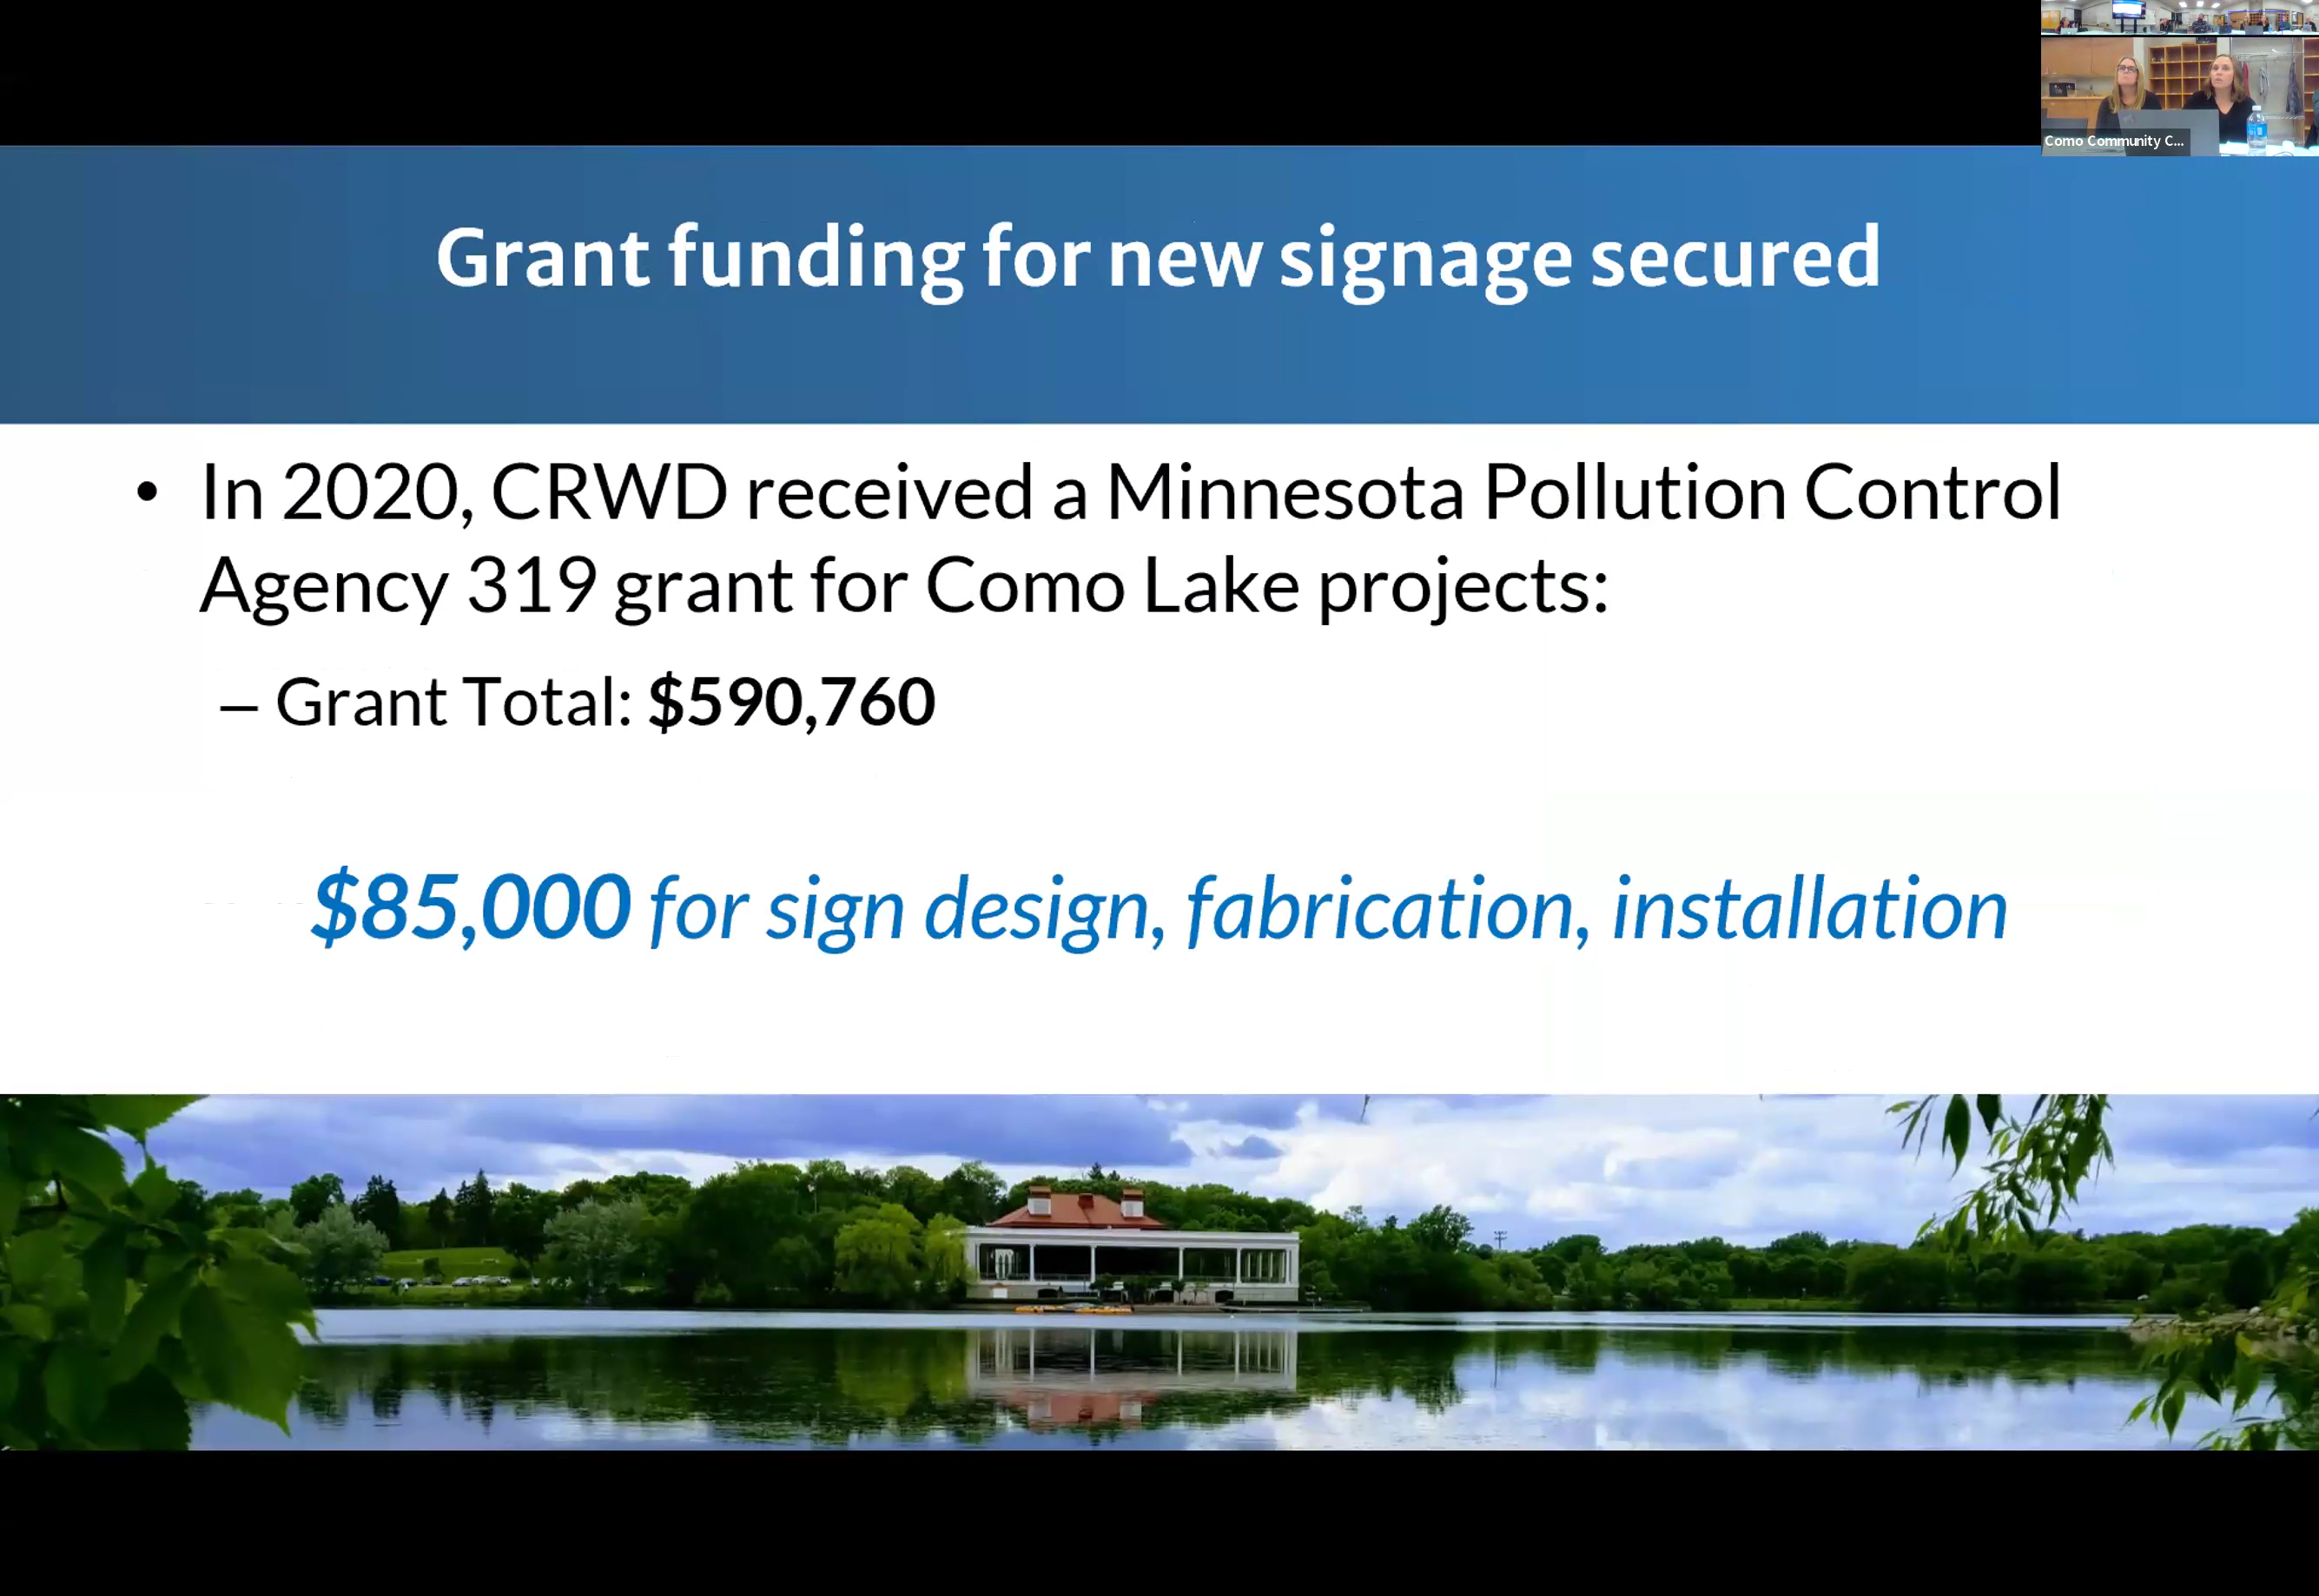 Como Community C...
Grant funding for new signage secured
• In 2020, CRWD received a Minnesota Pollution Control
Agency 319 grant for Como Lake projects:
– Grant Total: $590,760
$85,000 for sign design, fabrication, installation